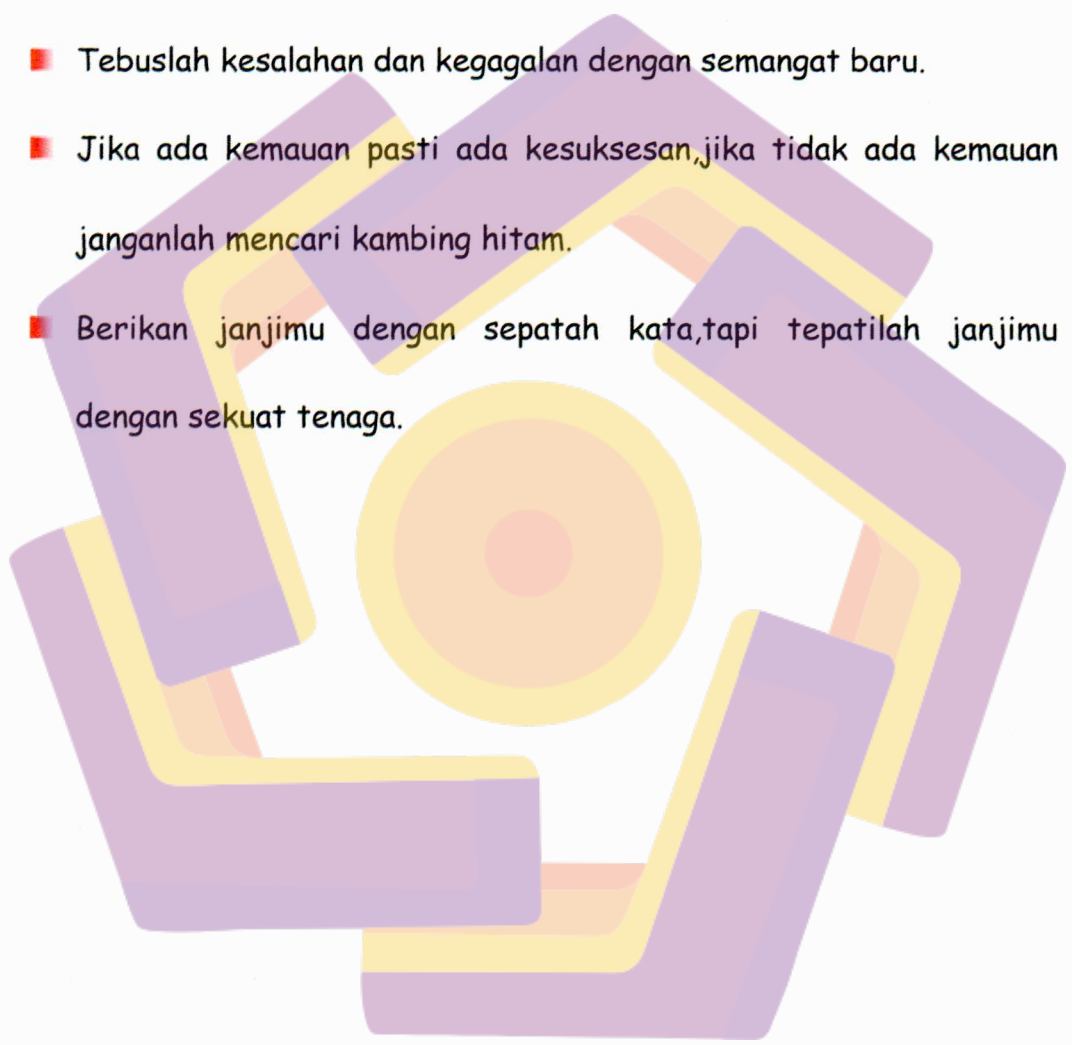 Tebuslah kesalahan dan kegagalan dengan semangat baru.
Jika ada kemauan pasti ada kesuksesan,jika tidak ada kemauan
janganlah mencari kambing hitam.
Berikan janjimu dengan sepatah kata,tapi tepatilah janjimu
dengan sekuat tenaga.